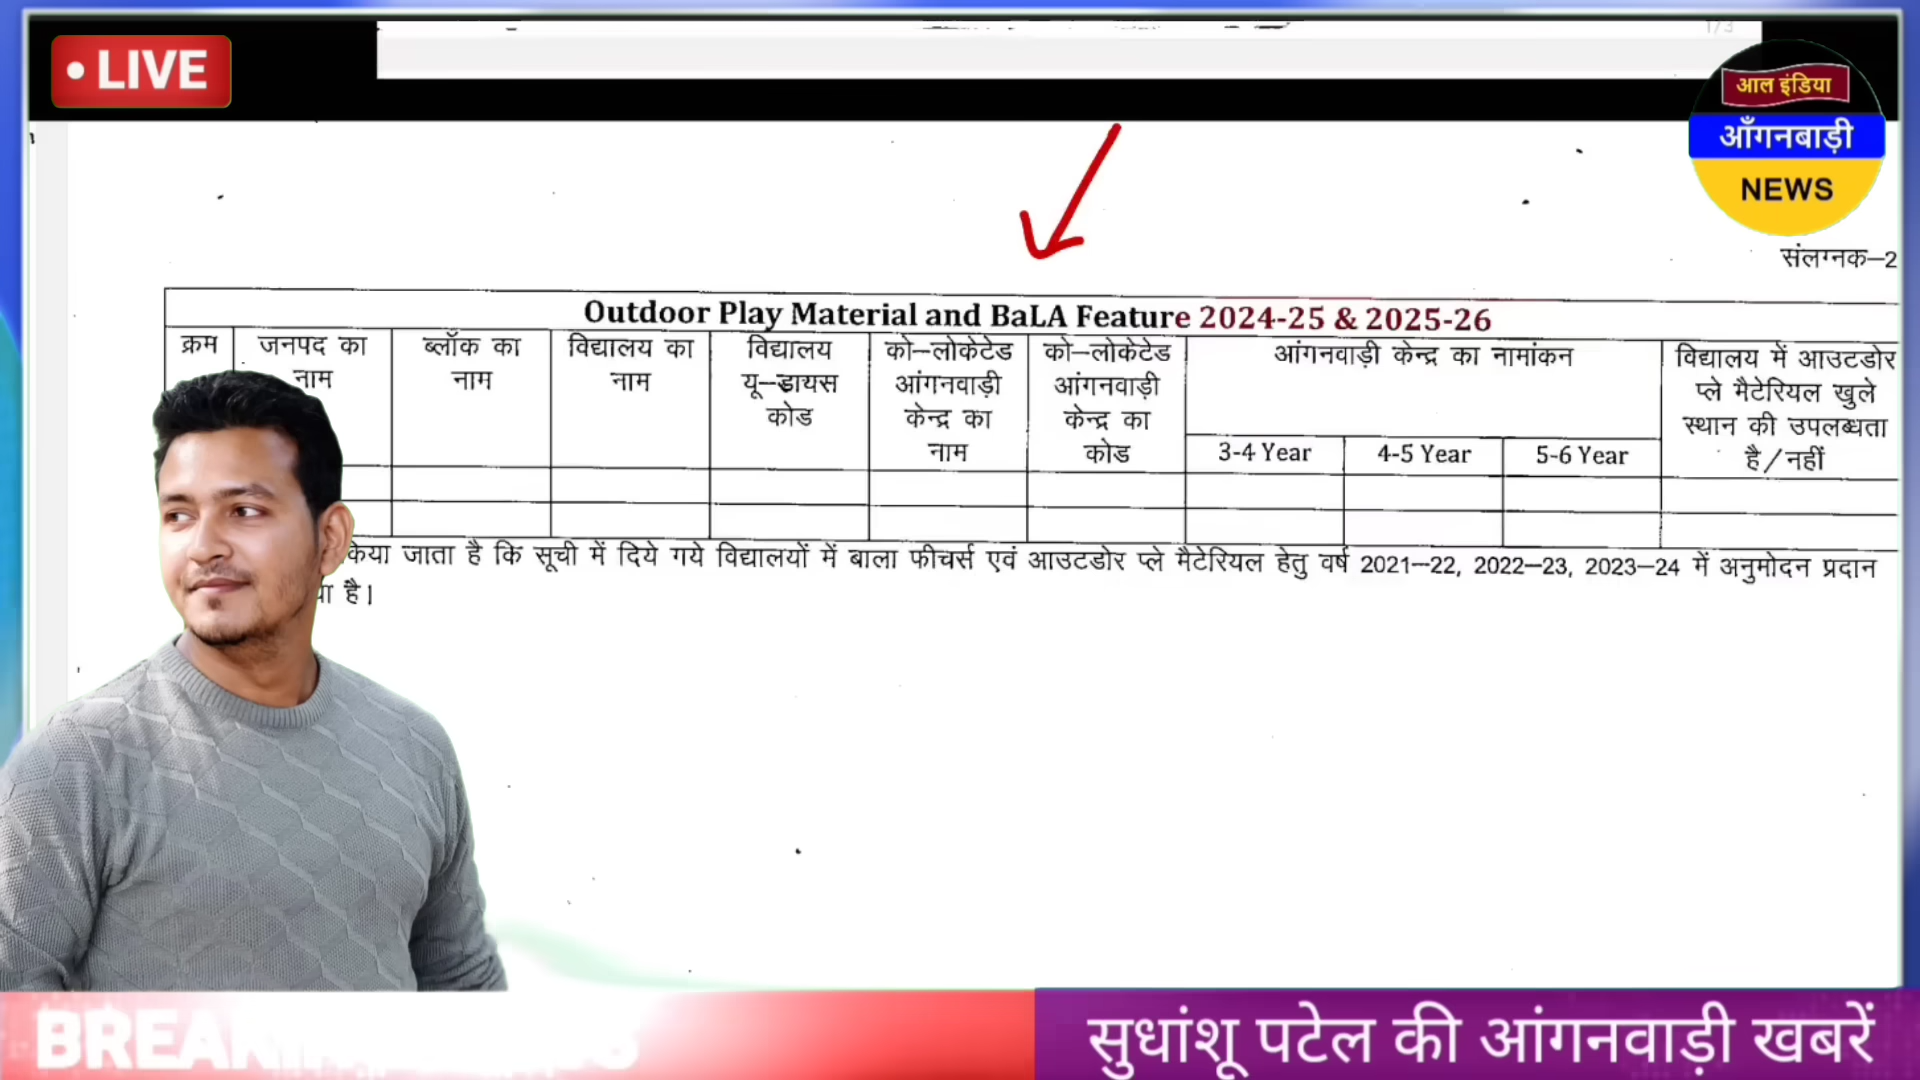 LIVE
1/3
आल इंडिया
आँगनबाड़ी
NEWS
संलग्नक–2
Outdoor Play Material and BaLA Feature 2024-25 & 2025-26
क्रम
जनपद का
नाम
ब्लॉक का
नाम
विद्यालय का
नाम
विद्यालय
यू–डायस
कोड
को–लोकेटेड
आंगनवाड़ी
केन्द्र का
नाम
को–लोकेटेड
आंगनवाड़ी
केन्द्र का
कोड
आंगनवाड़ी केन्द्र का नामांकन
3-4 Year
4-5 Year
5-6 Year
विद्यालय में आउटडोर
प्ले मैटेरियल खुले
स्थान की उपलब्धता
है/नहीं
किया जाता है कि सूची में दिये गये विद्यालयों में बाला फीचर्स एवं आउटडोर प्ले मैटेरियल हेतु वर्ष 2021–22, 2022–23, 2023–24 में अनुमोदन प्रदान
है।
सुधांशू पटेल की आंगनवाड़ी खबरें